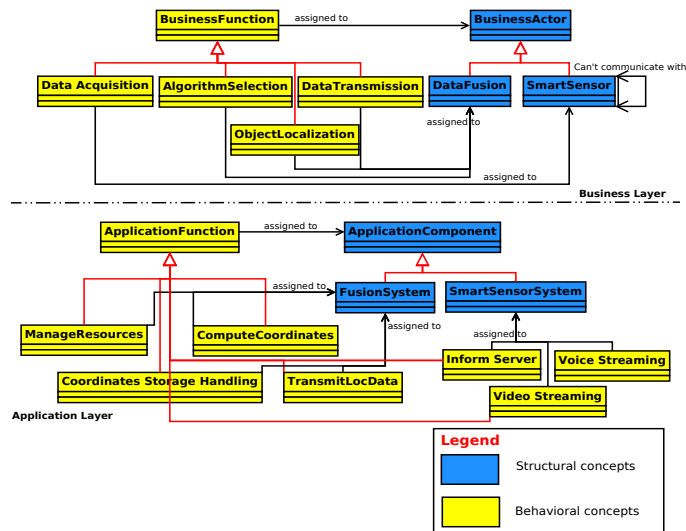 BusinessFunction
assigned to
BusinessActor
Can't communicate with
Data Acquisition
AlgorithmSelection
DataTransmission
DataFusion
SmartSensor
assigned to
ObjectLocalization
assigned to
Business Layer
ApplicationFunction
assigned to
ApplicationComponent
assigned to
FusionSystem
SmartSensorSystem
ManageResources
ComputeCoordinates
assigned to
assigned to
Inform Server
Voice Streaming
Coordinates Storage Handling
TransmitLocData
Video Streaming
Application Layer
Legend
Structural concepts
Behavioral concepts